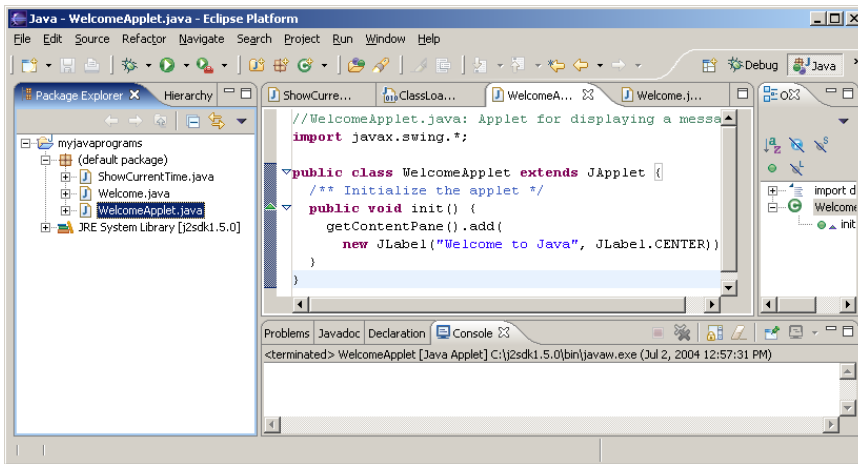 Java - WelcomeApplet.java - Eclipse Platform
File Edit Source Refactor Navigate Search Project Run Window Help
Debug Java
Package Explorer Hierarchy
myjavaprograms
(default package)
ShowCurrentTime.java
Welcome.java
WelcomeApplet.java
JRE System Library [j2sdk1.5.0]
ShowCurre... ClassLoa... WelcomeA... Welcome.j...
//WelcomeApplet.java: Applet for displaying a messa
import javax.swing.*;
public class WelcomeApplet extends JApplet {
/** Initialize the applet */
public void init() {
getContentPane().add(
new JLabel("Welcome to Java", JLabel.CENTER))
}
}
import d
Welcome
init
Problems Javadoc Declaration Console
<terminated> WelcomeApplet [Java Applet] C:\j2sdk1.5.0\bin\javaw.exe (Jul 2, 2004 12:57:31 PM)